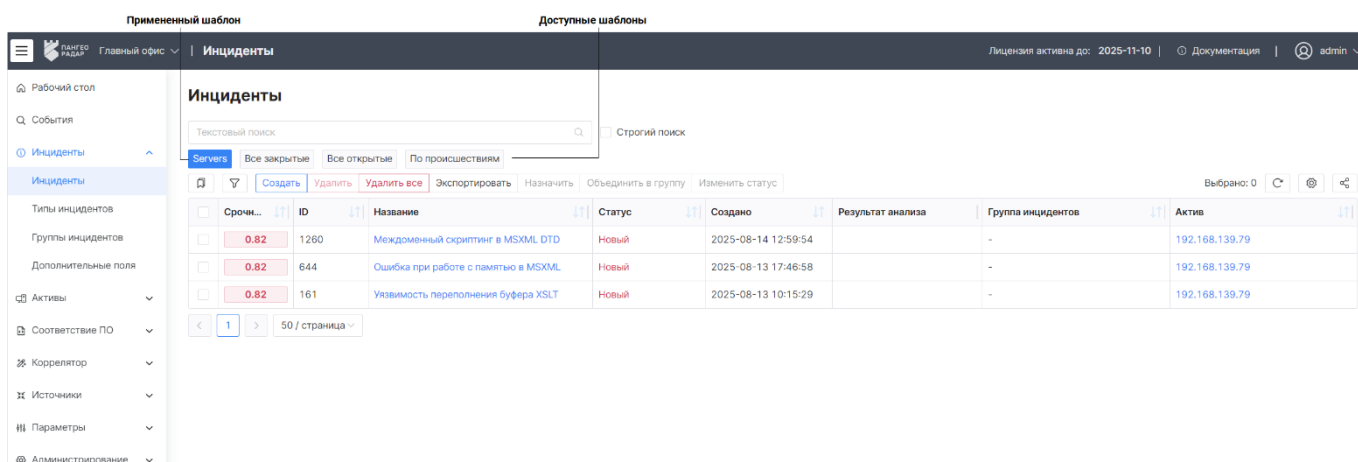 Примененный шаблон
Доступные шаблоны
ПАНГЕО РАДАР
Главный офис
Инциденты
Лицензия активна до: 2025-11-10
Документация
admin
Рабочий стол
События
Инциденты
Инциденты
Типы инцидентов
Группы инцидентов
Дополнительные поля
Активы
Соответствие ПО
Коррелятор
Источники
Параметры
Администрирование
Инциденты
Текстовый поиск
Строгий поиск
Servers Все закрытые Все открытые По происшествиям
Создать Удалить Удалить все Экспортировать Назначить Объединить в группу Изменить статус Выбрано: 0
Срочн... ID Название Статус Создано Результат анализа Группа инцидентов Актив
0.82 1260 Междоменный скриптинг в MSXML DTD Новый 2025-08-14 12:59:54 - 192.168.139.79
0.82 644 Ошибка при работе с памятью в MSXML Новый 2025-08-13 17:46:58 - 192.168.139.79
0.82 161 Уязвимость переполнения буфера XSLT Новый 2025-08-13 10:15:29 - 192.168.139.79
< 1 > 50 / страница